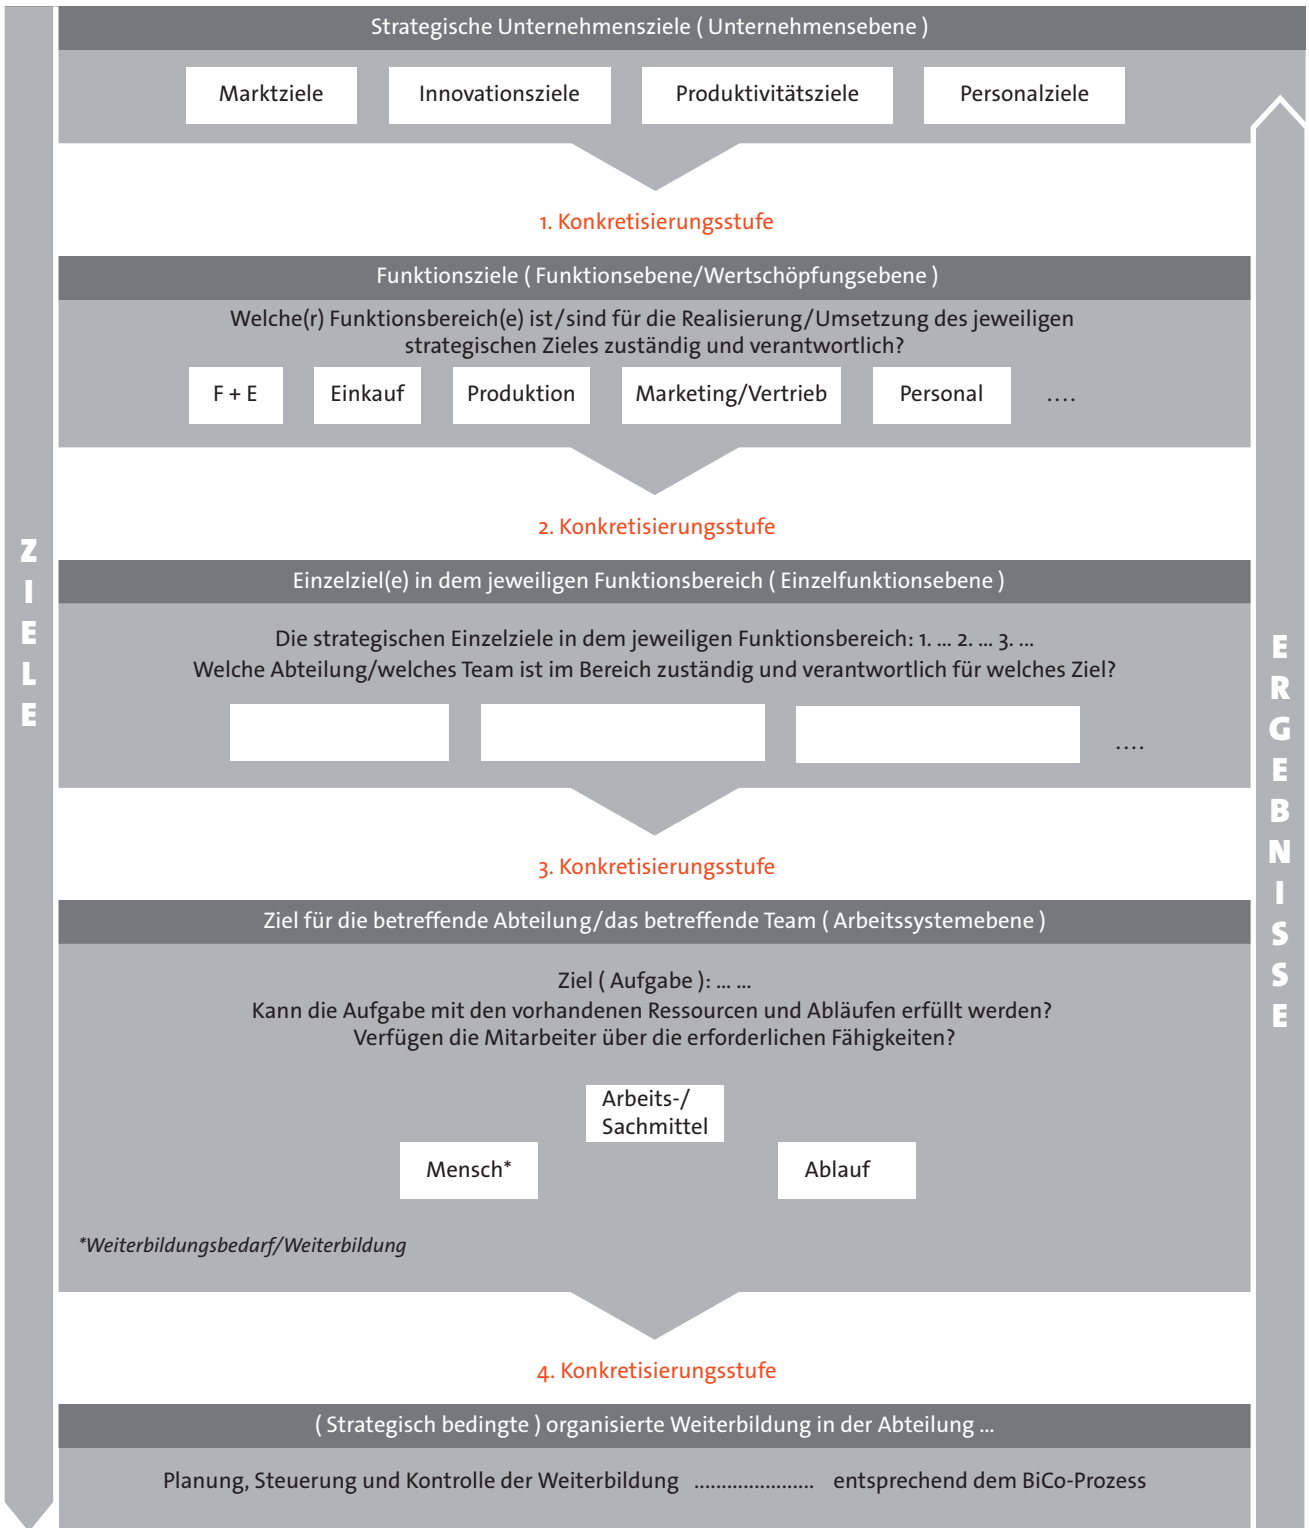 Strategische Unternehmensziele ( Unternehmensebene )
Marktziele
Innovationsziele
Produktivitätsziele
Personalziele
1. Konkretisierungsstufe
Funktionsziele ( Funktionsebene/Wertschöpfungsebene )
Welche(r) Funktionsbereich(e) ist/sind für die Realisierung/Umsetzung des jeweiligen
strategischen Zieles zuständig und verantwortlich?
F + E
Einkauf
Produktion
Marketing/Vertrieb
Personal
....
2. Konkretisierungsstufe
Einzelziel(e) in dem jeweiligen Funktionsbereich ( Einzelfunktionsebene )
Die strategischen Einzelziele in dem jeweiligen Funktionsbereich: 1. ... 2. ... 3. ...
Welche Abteilung/welches Team ist im Bereich zuständig und verantwortlich für welches Ziel?
....
3. Konkretisierungsstufe
Ziel für die betreffende Abteilung/das betreffende Team ( Arbeitssystemebene )
Ziel ( Aufgabe ): ... ...
Kann die Aufgabe mit den vorhandenen Ressourcen und Abläufen erfüllt werden?
Verfügen die Mitarbeiter über die erforderlichen Fähigkeiten?
Arbeits-/
Sachmittel
Mensch*
Ablauf
*Weiterbildungsbedarf/Weiterbildung
4. Konkretisierungsstufe
( Strategisch bedingte ) organisierte Weiterbildung in der Abteilung ...
Planung, Steuerung und Kontrolle der Weiterbildung ...................... entsprechend dem BiCo-Prozess
ZIELE
ERGEBNISSE